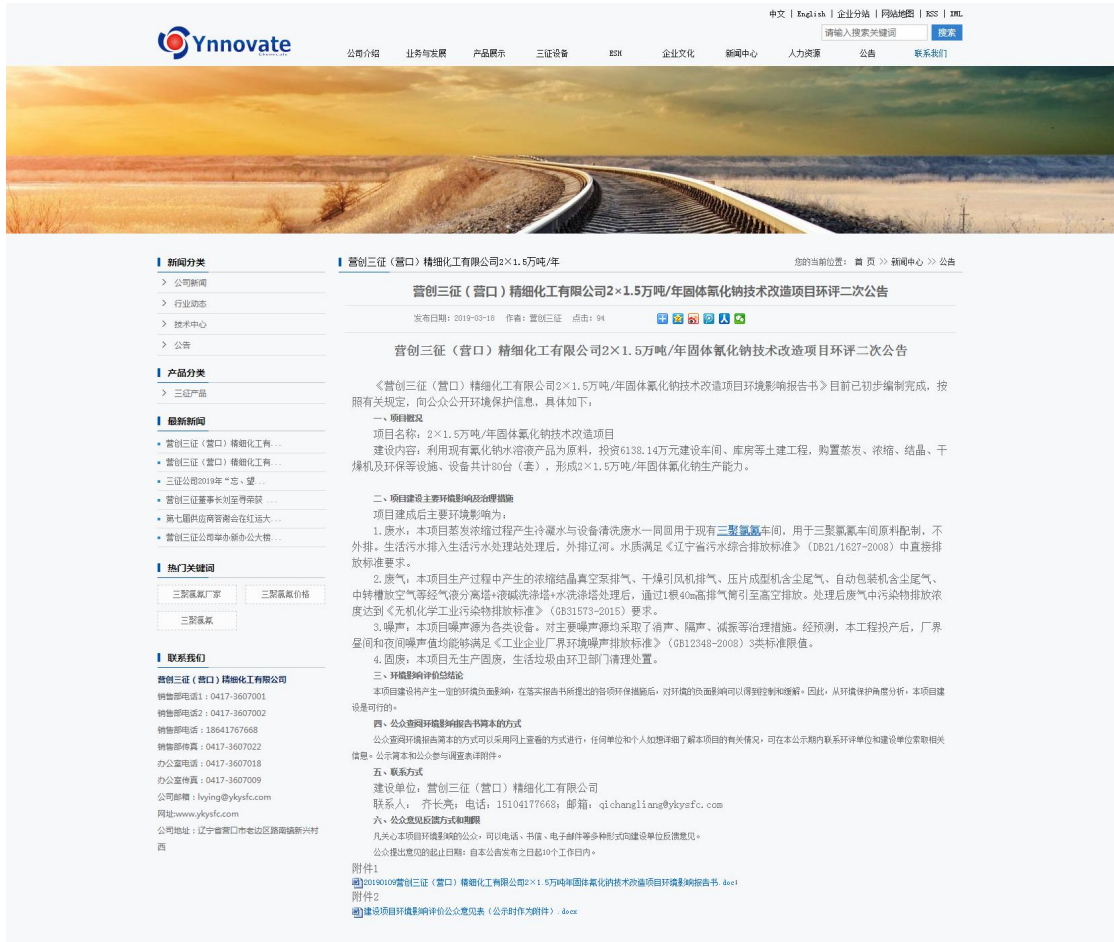 中文 | English | 企业分站 | 网站地图 | RSS | XML
Ynnovate
请输入搜索关键词 搜索
公司介绍 业务与发展 产品展示 三证设备 ESH 企业文化 新闻中心 人力资源 公告 联系我们
新闻分类
> 公司新闻
> 行业动态
> 技术中心
> 公告
产品分类
> 三征产品
最新新闻
营创三征(营口)精细化工有...
营创三征(营口)精细化工有...
三征公司2019年“忘、望...
营创三征董事长刘至寻荣获 ...
第七届供应商答谢会在红运大...
营创三征公司举办新办公大楼...
热门关键词
三聚氯氰厂家 三聚氯氰价格
三聚氯氰
联系我们
营创三征(营口)精细化工有限公司
销售部电话1:0417-3607001
销售部电话2:0417-3607002
销售部电话:18641767668
销售部传真:0417-3607022
办公室电话:0417-3607018
办公室传真:0417-3607009
公司邮箱:lvying@ykysfc.com
网址:www.ykysfc.com
公司地址:辽宁省营口市老边区路南镇新兴村
西
营创三征(营口)精细化工有限公司2×1.5万吨/年
您的当前位置: 首 页 >> 新闻中心 >> 公告
营创三征(营口)精细化工有限公司2×1.5万吨/年固体氰化钠技术改造项目环评二次公告
发布日期:2019-03-18 作者:营创三征 点击:94
营创三征(营口)精细化工有限公司2×1.5万吨/年固体氰化钠技术改造项目环评二次公告
《营创三征(营口)精细化工有限公司2×1.5万吨/年固体氰化钠技术改造项目环境影响报告书》目前已初步编制完成,按
照有关规定,向公众公开环境保护信息,具体如下:
一、项目概况
项目名称:2×1.5万吨/年固体氰化钠技术改造项目
建设内容:利用现有氰化钠水溶液产品为原料,投资6138.14万元建设车间、库房等土建工程,购置蒸发、浓缩、结晶、干
燥机及环保等设施、设备共计80台(套),形成2×1.5万吨/年固体氰化钠生产能力。
二、项目建设主要环境影响及治理措施
项目建成后主要环境影响为:
1.废水:本项目蒸发浓缩过程产生冷凝水与设备清洗废水一同回用于现有三聚氯氰车间,用于三聚氯氰车间原料配制,不
外排。生活污水排入生活污水处理站处理后,外排辽河。水质满足《辽宁省污水综合排放标准》(DB21/1627-2008)中直接排
放标准要求。
2.废气:本项目生产过程中产生的浓缩结晶真空泵排气、干燥引风机排气、压片成型机含尘尾气、自动包装机含尘尾气、
中转槽放空气等经气液分离塔+液碱洗涤塔+水洗涤塔处理后,通过1根40m高排气筒引至高空排放。处理后废气中污染物排放浓
度达到《无机化学工业污染物排放标准》(GB31573-2015)要求。
3.噪声:本项目噪声源为各类设备。对主要噪声源均采取了消声、隔声、减振等治理措施。经预测,本工程投产后,厂界
昼间和夜间噪声值均能够满足《工业企业厂界环境噪声排放标准》(GB12348-2008)3类标准限值。
4.固废:本项目无生产固废,生活垃圾由环卫部门清理处置。
三、环境影响评价总结论
本项目建设将产生一定的环境负面影响,在落实报告书所提出的各项环保措施后,对环境的负面影响可以得到控制和缓解。因此,从环境保护角度分析,本项目建
设是可行的。
四、公众查阅环境影响报告书简本的方式
公众查阅环境报告简本的方式可以采用网上查看的方式进行,任何单位和个人如想详细了解本项目的有关情况,可在本公示期内联系环评单位和建设单位索取相关
信息。公示简本和公众参与调查表详附件。
五、联系方式
建设单位:营创三征(营口)精细化工有限公司
联系人: 齐长亮;电话:15104177668;邮箱:qichangliang@ykysfc.com
六、公众意见反馈方式和期限
凡关心本项目环境影响的公众,可以电话、书信、电子邮件等多种形式向建设单位反馈意见。
公众提出意见的起止日期:自本公告发布之日起10个工作日内。
附件1
20190109营创三征(营口)精细化工有限公司2×1.5万吨年固体氰化钠技术改造项目环境影响报告书.doc
附件2
建设项目环境影响评价公众意见表(公示时作为附件).docx